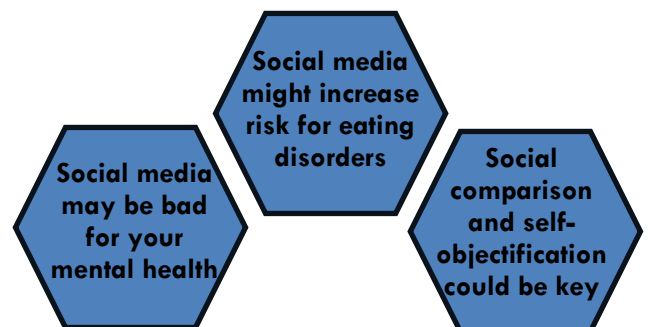 Social media
may be bad
for your
mental health
Social media
might increase
risk for eating
disorders
Social
comparison
and self-
objectification
could be key